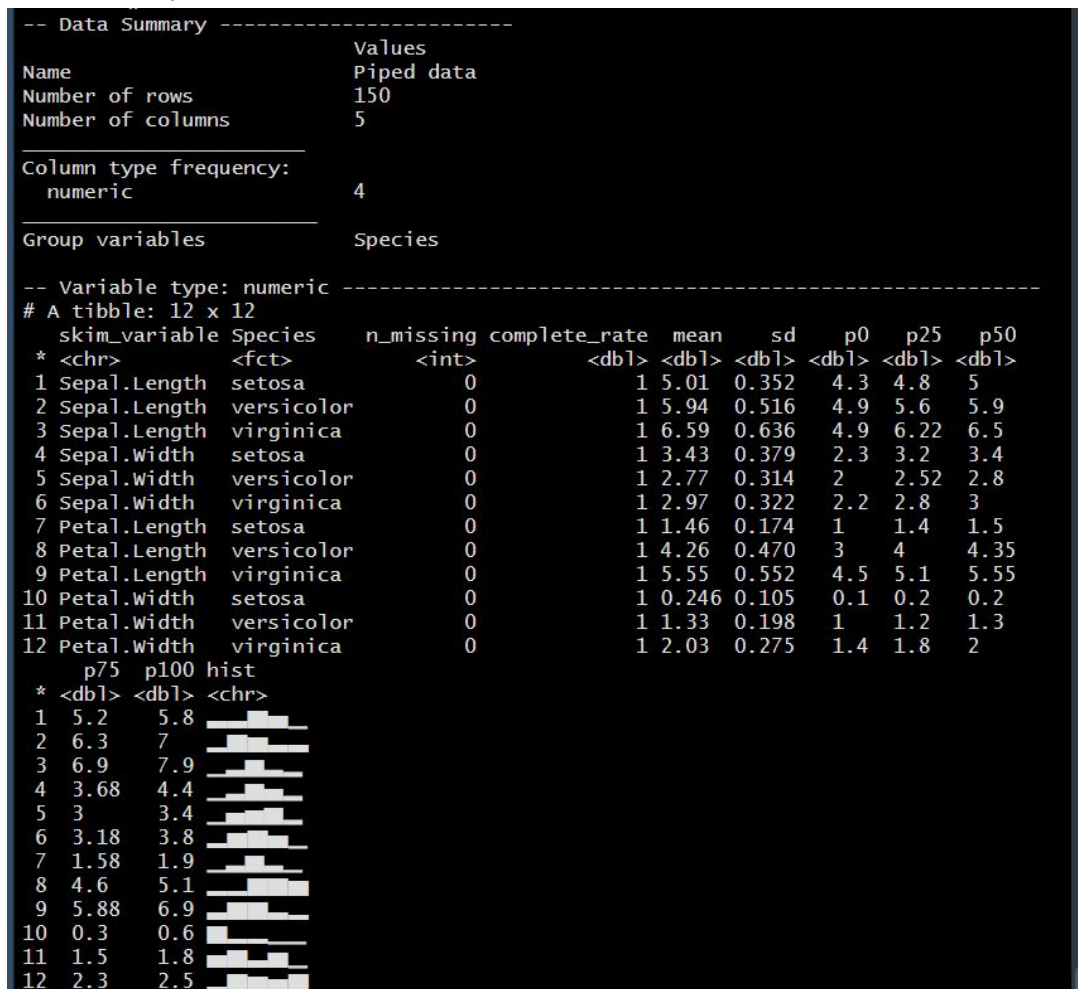 -- Data Summary ------------------------
                           Values
Name                       Piped data
Number of rows             150
Number of columns          5
_______________________
Column type frequency:
  numeric                  4
________________________
Group variables            Species

-- Variable type: numeric ---------------------------------------------------------
# A tibble: 12 x 12
   skim_variable Species    n_missing complete_rate  mean    sd    p0   p25   p50
 * <chr>         <fct>          <int>         <dbl> <dbl> <dbl> <dbl> <dbl> <dbl>
 1 Sepal.Length  setosa             0             1 5.01  0.352   4.3  4.8   5
 2 Sepal.Length  versicolor         0             1 5.94  0.516   4.9  5.6   5.9
 3 Sepal.Length  virginica          0             1 6.59  0.636   4.9  6.22  6.5
 4 Sepal.Width   setosa             0             1 3.43  0.379   2.3  3.2   3.4
 5 Sepal.Width   versicolor         0             1 2.77  0.314   2    2.52  2.8
 6 Sepal.Width   virginica          0             1 2.97  0.322   2.2  2.8   3
 7 Petal.Length  setosa             0             1 1.46  0.174   1    1.4   1.5
 8 Petal.Length  versicolor         0             1 4.26  0.470   3    4     4.35
 9 Petal.Length  virginica          0             1 5.55  0.552   4.5  5.1   5.55
10 Petal.Width   setosa             0             1 0.246 0.105   0.1  0.2   0.2
11 Petal.Width   versicolor         0             1 1.33  0.198   1    1.2   1.3
12 Petal.Width   virginica          0             1 2.03  0.275   1.4  1.8   2
     p75  p100 hist
 * <dbl> <dbl> <chr>
1  5.2    5.8
2  6.3    7
3  6.9    7.9
4  3.68   4.4
5  3      3.4
6  3.18   3.8
7  1.58   1.9
8  4.6    5.1
9  5.88   6.9
10  0.3    0.6
11  1.5    1.8
12  2.3    2.5